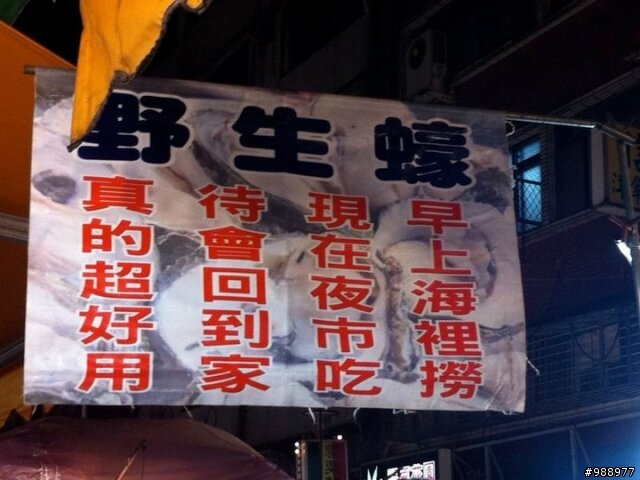 野生蠔
早上海裡撈
現在夜市吃
待會回到家
真的超好用
#988977